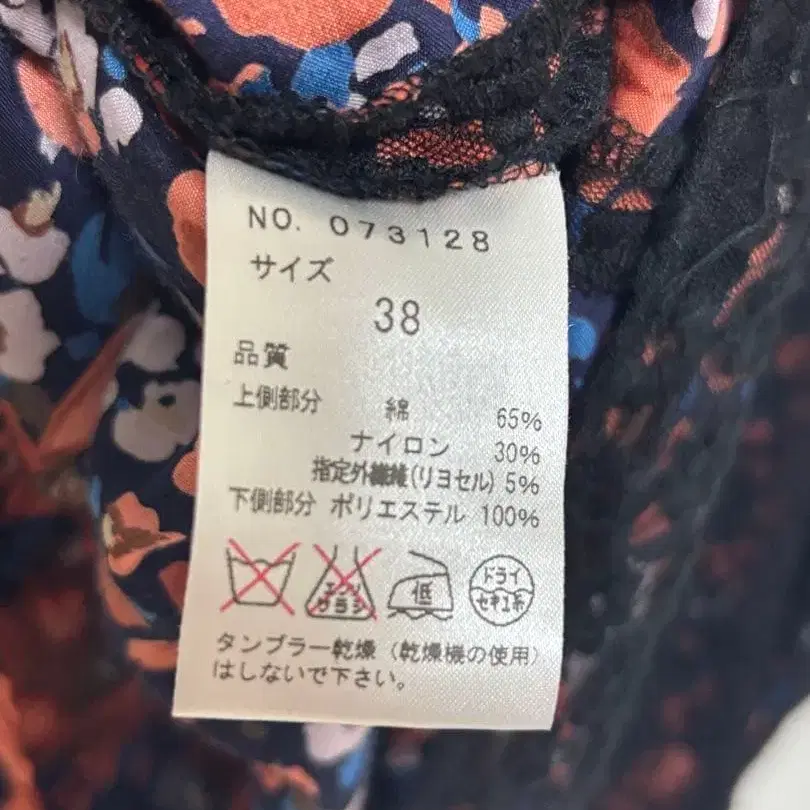 NO. 073128
サイズ
38
品質
上側部分 綿 65%
ナイロン 30%
指定外繊維(リヨセル) 5%
下側部分 ポリエステル 100%
エンソ サラシ 低 ドライ セキユ系
タンブラー乾燥(乾燥機の使用)
はしないで下さい。